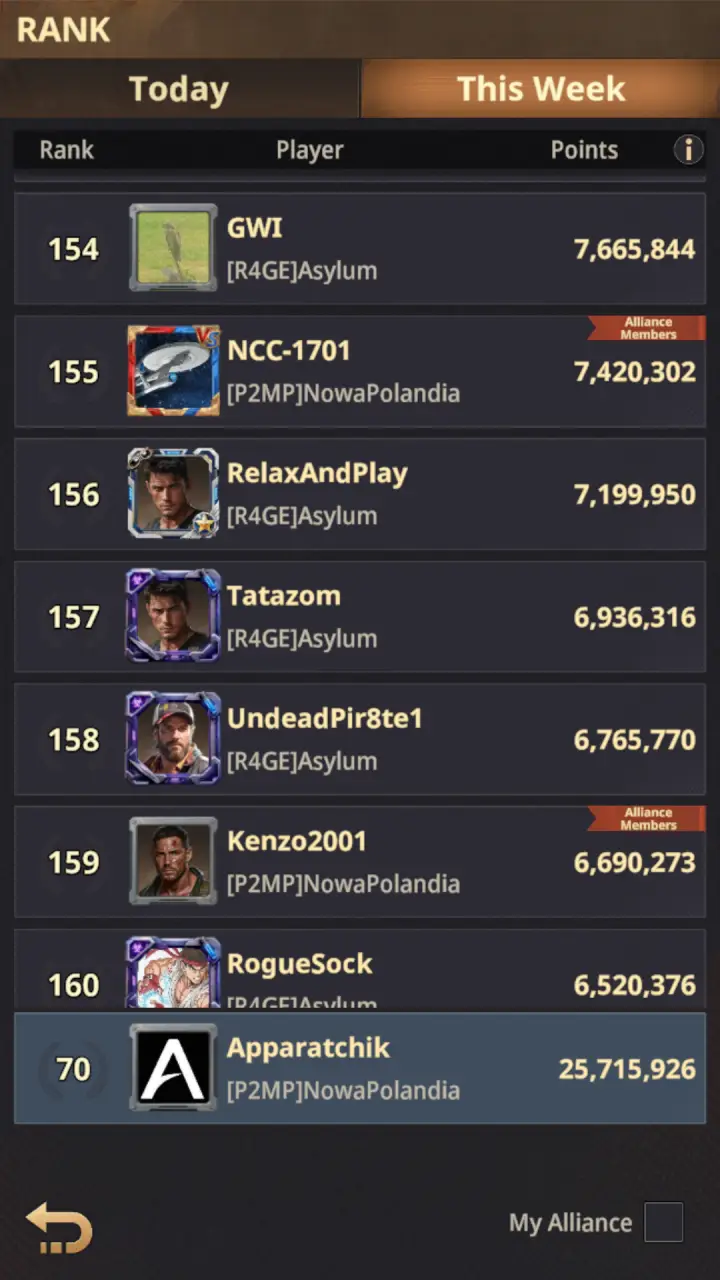 RANK
Today
This Week
Rank
Player
Points
154
GWI
[R4GE]Asylum
7,665,844
155
NCC-1701
[P2MP]NowaPolandia
Alliance
Members
7,420,302
156
RelaxAndPlay
[R4GE]Asylum
7,199,950
157
Tatazom
[R4GE]Asylum
6,936,316
158
UndeadPir8te1
[R4GE]Asylum
6,765,770
159
Kenzo2001
[P2MP]NowaPolandia
Alliance
Members
6,690,273
160
RogueSock
[R4GE]Asylum
6,520,376
70
Apparatchik
[P2MP]NowaPolandia
25,715,926
My Alliance